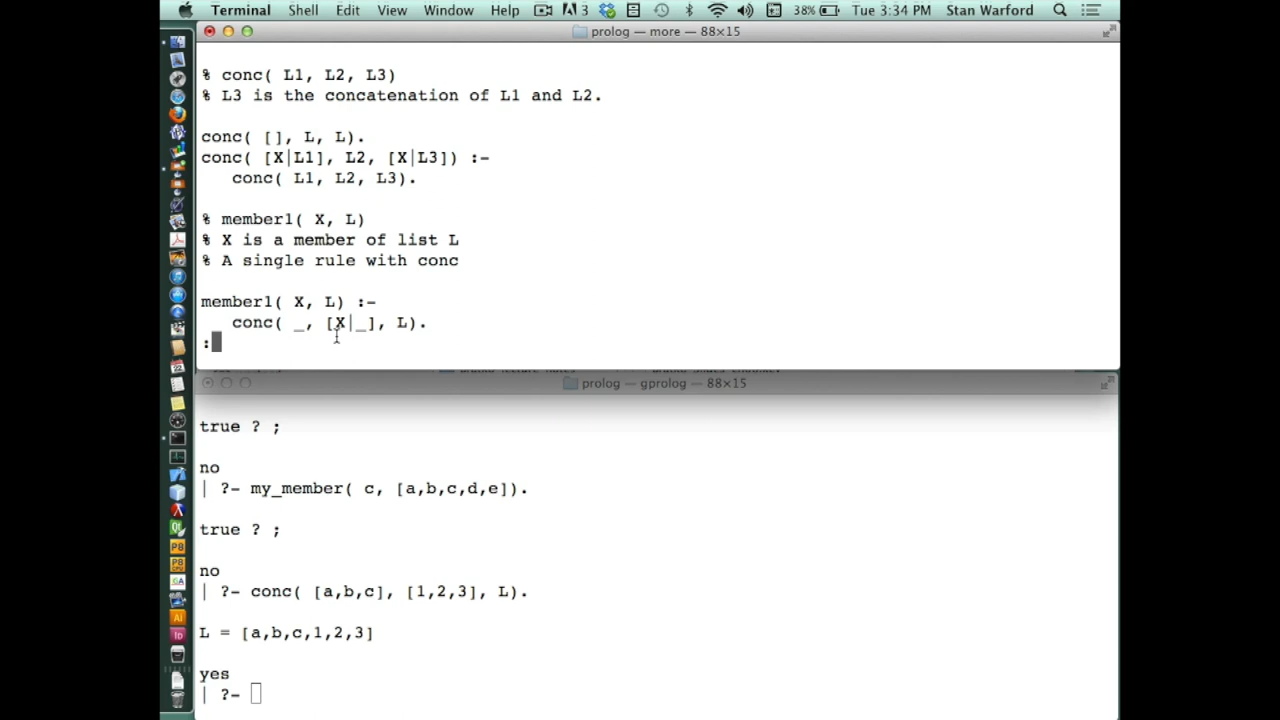 Terminal Shell Edit View Window Help 3 38% Tue 3:34 PM Stan Warford
prolog — more — 88×15
% conc( L1, L2, L3)
% L3 is the concatenation of L1 and L2.
conc( [], L, L).
conc( [X|L1], L2, [X|L3]) :-
conc( L1, L2, L3).
% member1( X, L)
% X is a member of list L
% A single rule with conc
member1( X, L) :-
conc( _, [X|_], L).
:
prolog — gprolog — 88×15
true ? ;
no
| ?- my_member( c, [a,b,c,d,e]).
true ? ;
no
| ?- conc( [a,b,c], [1,2,3], L).
L = [a,b,c,1,2,3]
yes
| ?-